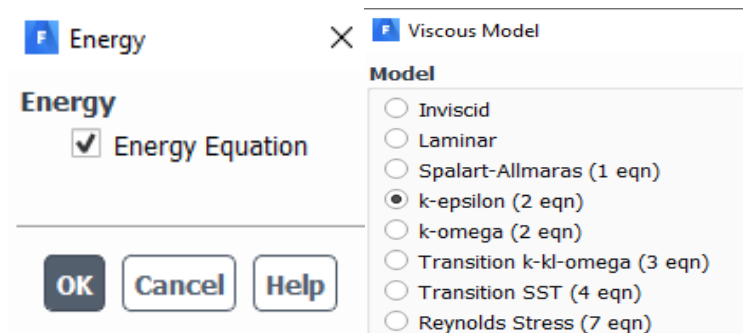 Energy
Energy
Energy Equation
OK Cancel Help
Viscous Model
Model
Inviscid
Laminar
Spalart-Allmaras (1 eqn)
k-epsilon (2 eqn)
k-omega (2 eqn)
Transition k-kl-omega (3 eqn)
Transition SST (4 eqn)
Reynolds Stress (7 eqn)